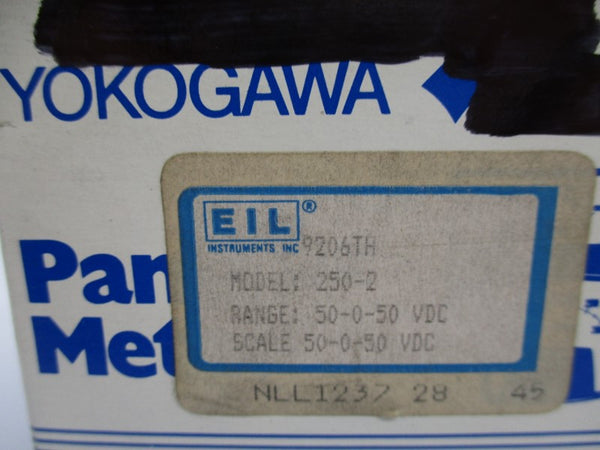 YOKOGAWA
EIL®
INSTRUMENTS, INC
9206TH
MODEL: 250-2
RANGE: 50-0-50 VDC
SCALE 50-0-50 VDC
NLL1237 28 45
Pan
Met